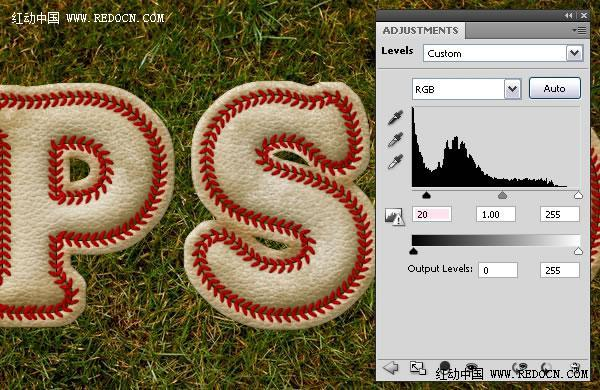 红动中国 WWW.REDOCN.COM
ADJUSTMENTS
Levels Custom
RGB Auto
PS
20 1.00 255
Output Levels: 0 255
红动中国 WWW.REDOCN.COM